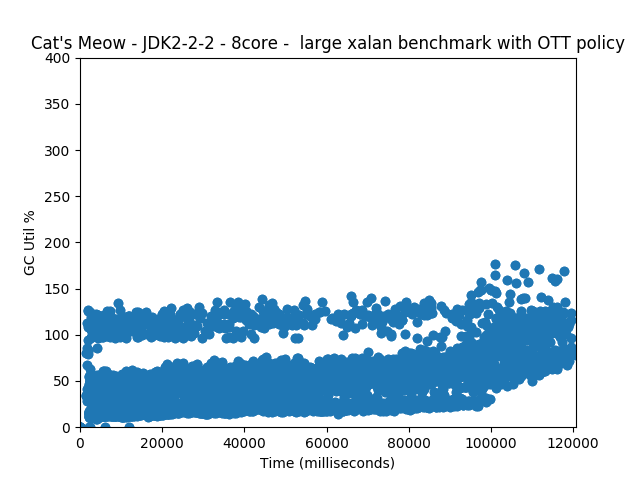 Cat's Meow - JDK2-2-2 - 8core -  large xalan benchmark with OTT policy
400
350
300
250
200
150
100
50
0
GC Util %
0 20000 40000 60000 80000 100000 120000
Time (milliseconds)